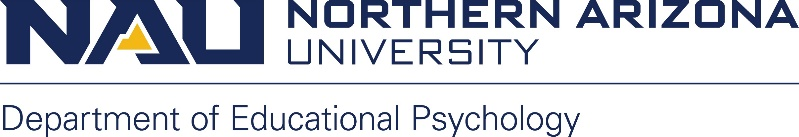 NAU NORTHERN ARIZONA
UNIVERSITY
Department of Educational Psychology